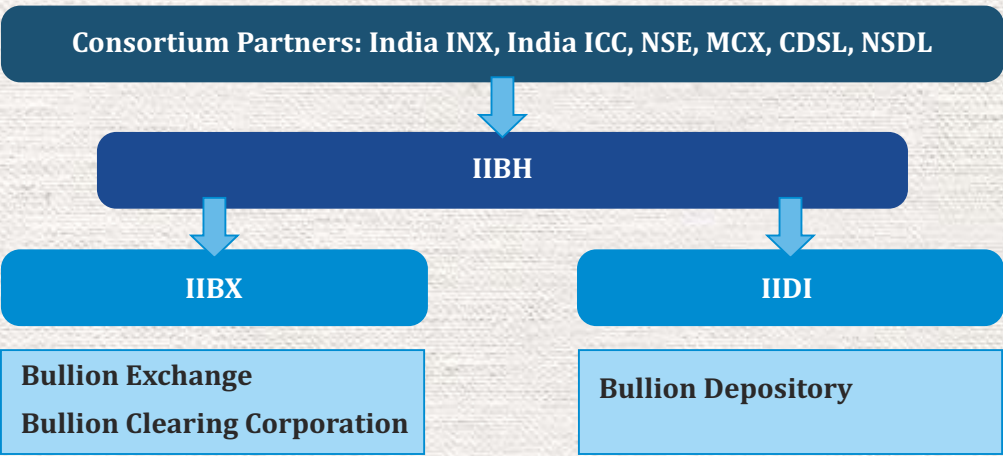 Consortium Partners: India INX, India ICC, NSE, MCX, CDSL, NSDL
IIBH
IIBX
IIDI
Bullion Exchange
Bullion Clearing Corporation
Bullion Depository